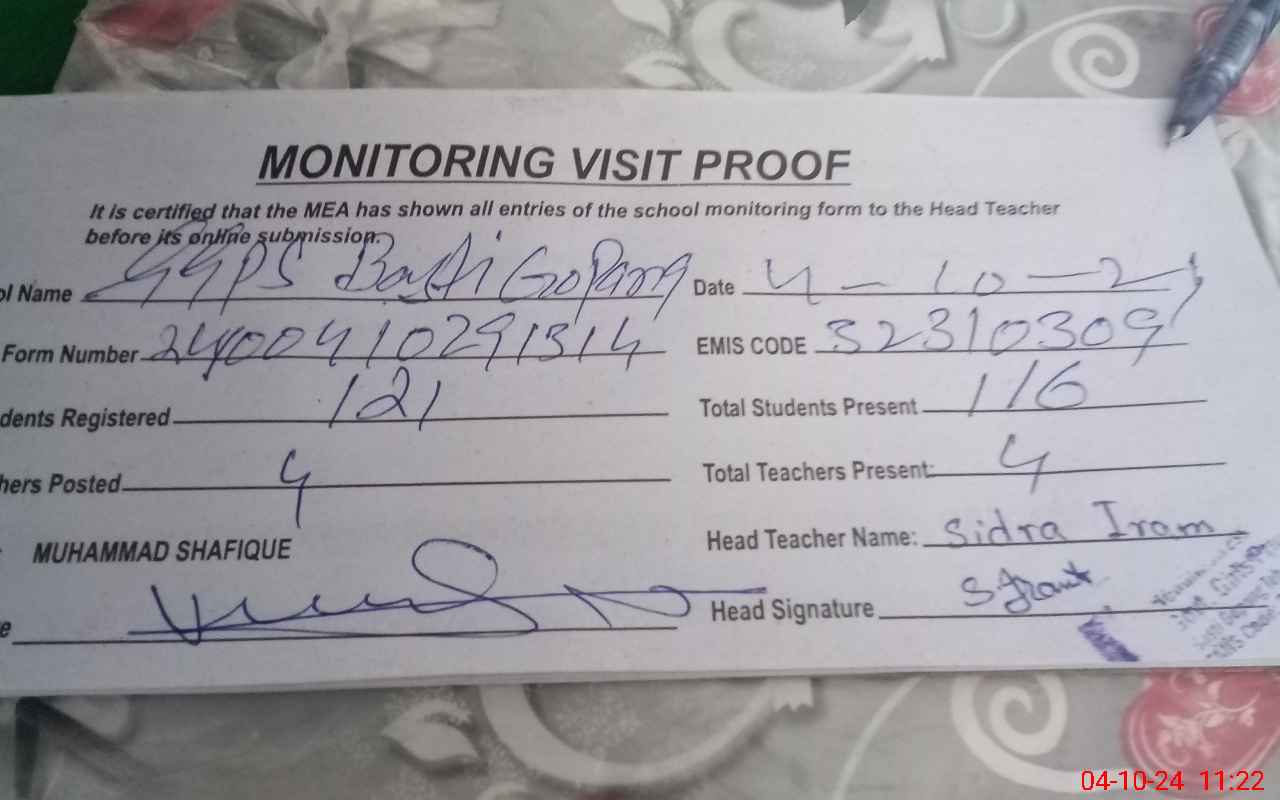 MONITORING VISIT PROOF
It is certified that the MEA has shown all entries of the school monitoring form to the Head Teacher
before its online submission.
ol Name GGPS Basti Gopang Date 4-10-24
Form Number 2400410291314 EMIS CODE 32310309
dents Registered 121 Total Students Present 116
hers Posted 4 Total Teachers Present: 4
MUHAMMAD SHAFIQUE Head Teacher Name: Sidra Iram
e Head Signature
04-10-24 11:22